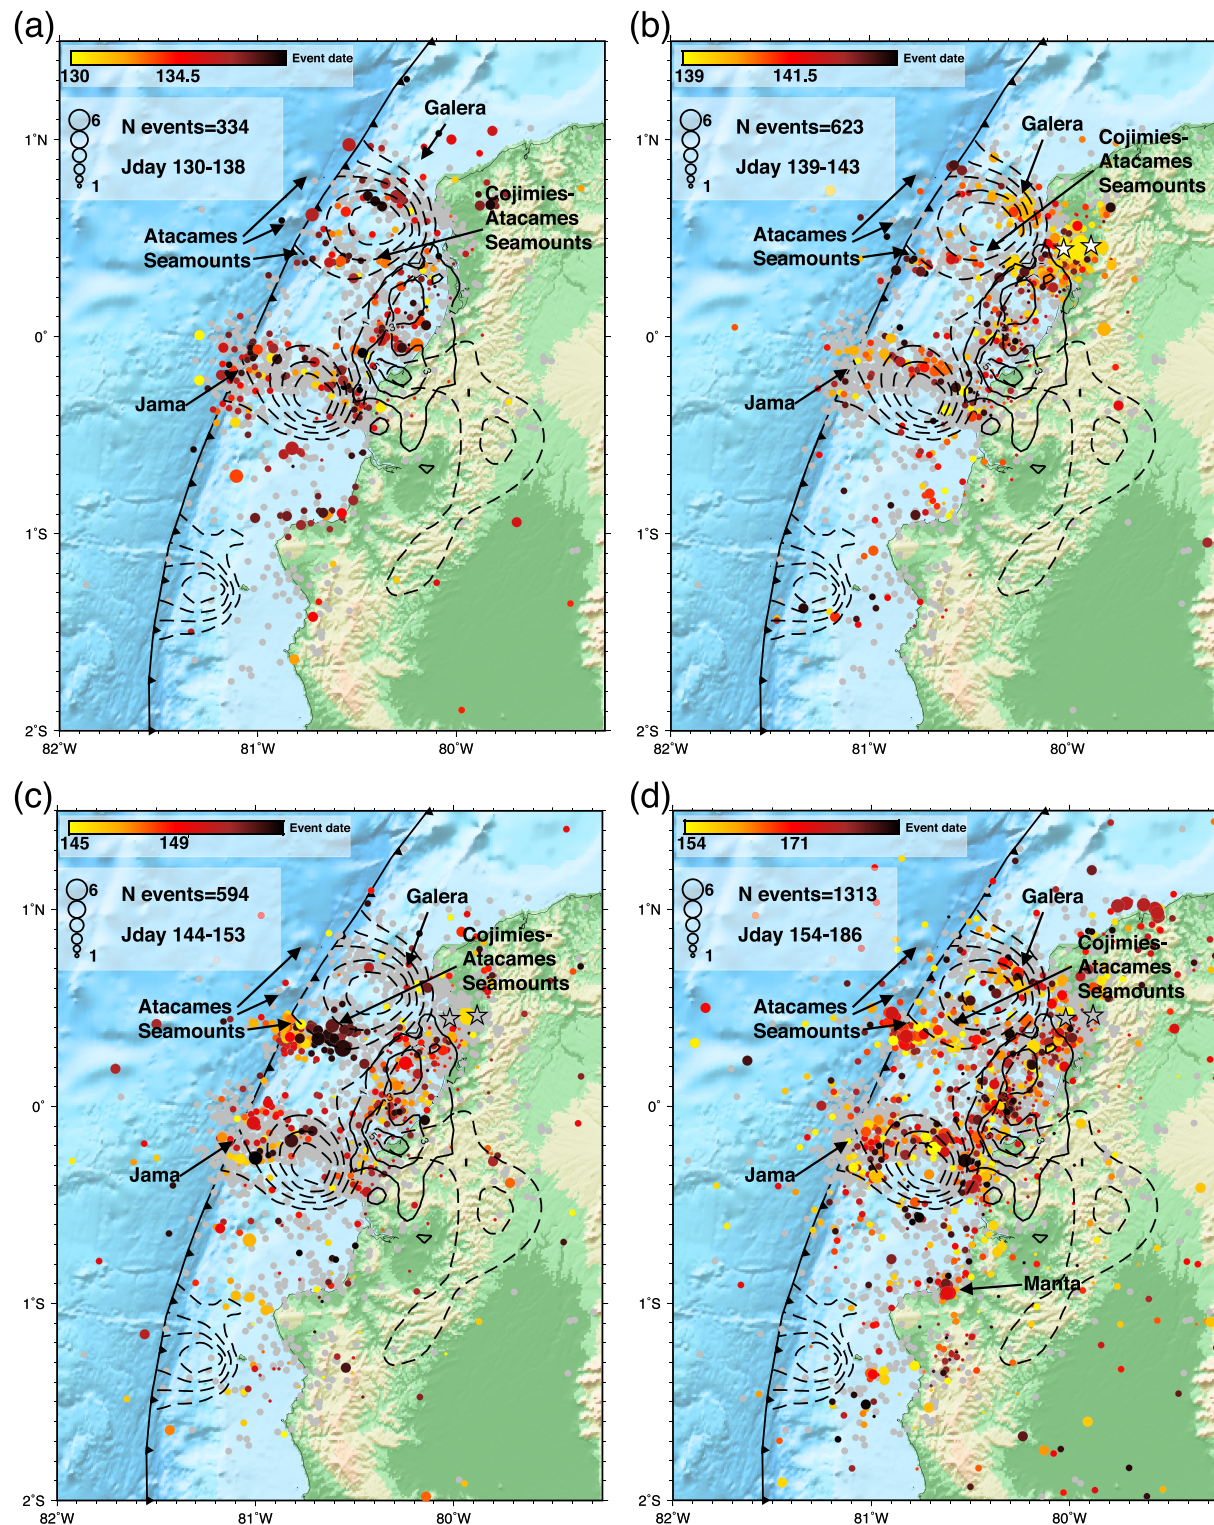 (a)
130
134.5
Event date
6
1
N events=334
Jday 130-138
Galera
Cojimies-
Atacames
Seamounts
Atacames
Seamounts
Jama
1˚N
0˚
1˚S
2˚S
82˚W
81˚W
80˚W
(b)
139
141.5
Event date
6
1
N events=623
Jday 139-143
Galera
Cojimies-
Atacames
Seamounts
Atacames
Seamounts
Jama
1˚N
0˚
1˚S
2˚S
82˚W
81˚W
80˚W
(c)
145
149
Event date
6
1
N events=594
Jday 144-153
Galera
Cojimies-
Atacames
Seamounts
Atacames
Seamounts
Jama
1˚N
0˚
1˚S
2˚S
82˚W
81˚W
80˚W
(d)
154
171
Event date
6
1
N events=1313
Jday 154-186
Galera
Cojimies-
Atacames
Seamounts
Atacames
Seamounts
Jama
Manta
1˚N
0˚
1˚S
2˚S
82˚W
81˚W
80˚W